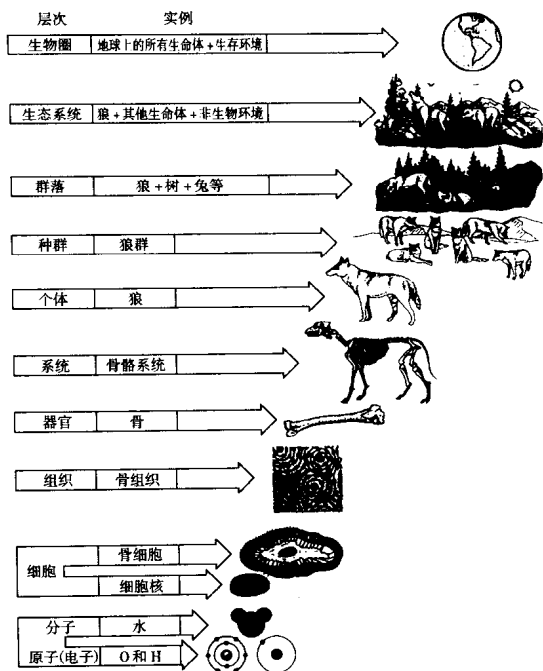 层次 实例
生物圈 地球上的所有生命体+生存环境
生态系统 狼+其他生命体+非生物环境
群落 狼+树+兔等
种群 狼群
个体 狼
系统 骨骼系统
器官 骨
组织 骨组织
骨细胞
细胞
细胞核
分子 水
原子(电子) O和H